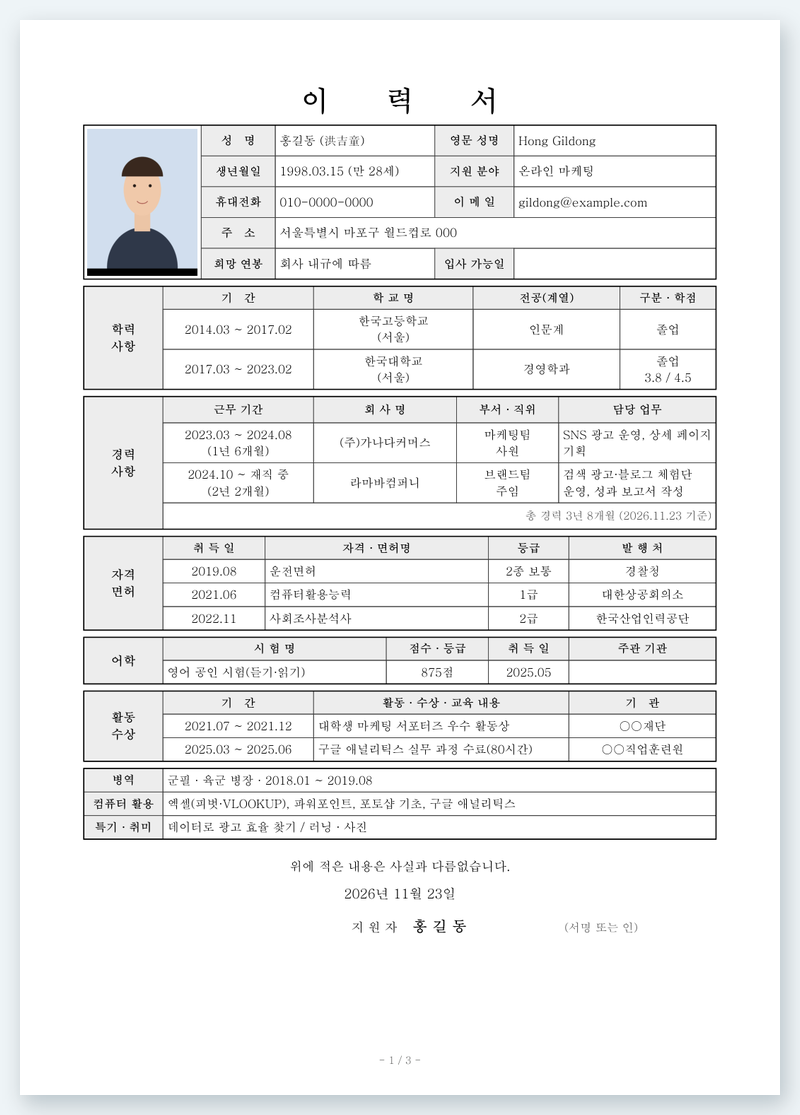 이 력 서
성 명 홍길동 (洪吉童) 영문 성명 Hong Gildong
생년월일 1998.03.15 (만 28세) 지원 분야 온라인 마케팅
휴대전화 010-0000-0000 이 메 일 gildong@example.com
주 소 서울특별시 마포구 월드컵로 000
희망 연봉 회사 내규에 따름 입사 가능일
학력 사항
기 간 학 교 명 전공(계열) 구분 · 학점
2014.03 ~ 2017.02 한국고등학교 (서울) 인문계 졸업
2017.03 ~ 2023.02 한국대학교 (서울) 경영학과 졸업 3.8 / 4.5
경력 사항
근무 기간 회 사 명 부서 · 직위 담당 업무
2023.03 ~ 2024.08 (1년 6개월) (주)가나다커머스 마케팅팀 사원 SNS 광고 운영, 상세 페이지 기획
2024.10 ~ 재직 중 (2년 2개월) 라마바컴퍼니 브랜드팀 주임 검색 광고·블로그 체험단 운영, 성과 보고서 작성
총 경력 3년 8개월 (2026.11.23 기준)
자격 면허
취 득 일 자격 · 면허명 등급 발 행 처
2019.08 운전면허 2종 보통 경찰청
2021.06 컴퓨터활용능력 1급 대한상공회의소
2022.11 사회조사분석사 2급 한국산업인력공단
어학
시 험 명 점수 · 등급 취 득 일 주관 기관
영어 공인 시험(듣기·읽기) 875점 2025.05
활동 수상
기 간 활동 · 수상 · 교육 내용 기 관
2021.07 ~ 2021.12 대학생 마케팅 서포터즈 우수 활동상 〇〇재단
2025.03 ~ 2025.06 구글 애널리틱스 실무 과정 수료(80시간) 〇〇직업훈련원
병역 군필 · 육군 병장 · 2018.01 ~ 2019.08
컴퓨터 활용 엑셀(피벗·VLOOKUP), 파워포인트, 포토샵 기초, 구글 애널리틱스
특기 · 취미 데이터로 광고 효율 찾기 / 러닝 · 사진
위에 적은 내용은 사실과 다름없습니다.
2026년 11월 23일
지 원 자 홍 길 동 (서명 또는 인)
- 1 / 3 -